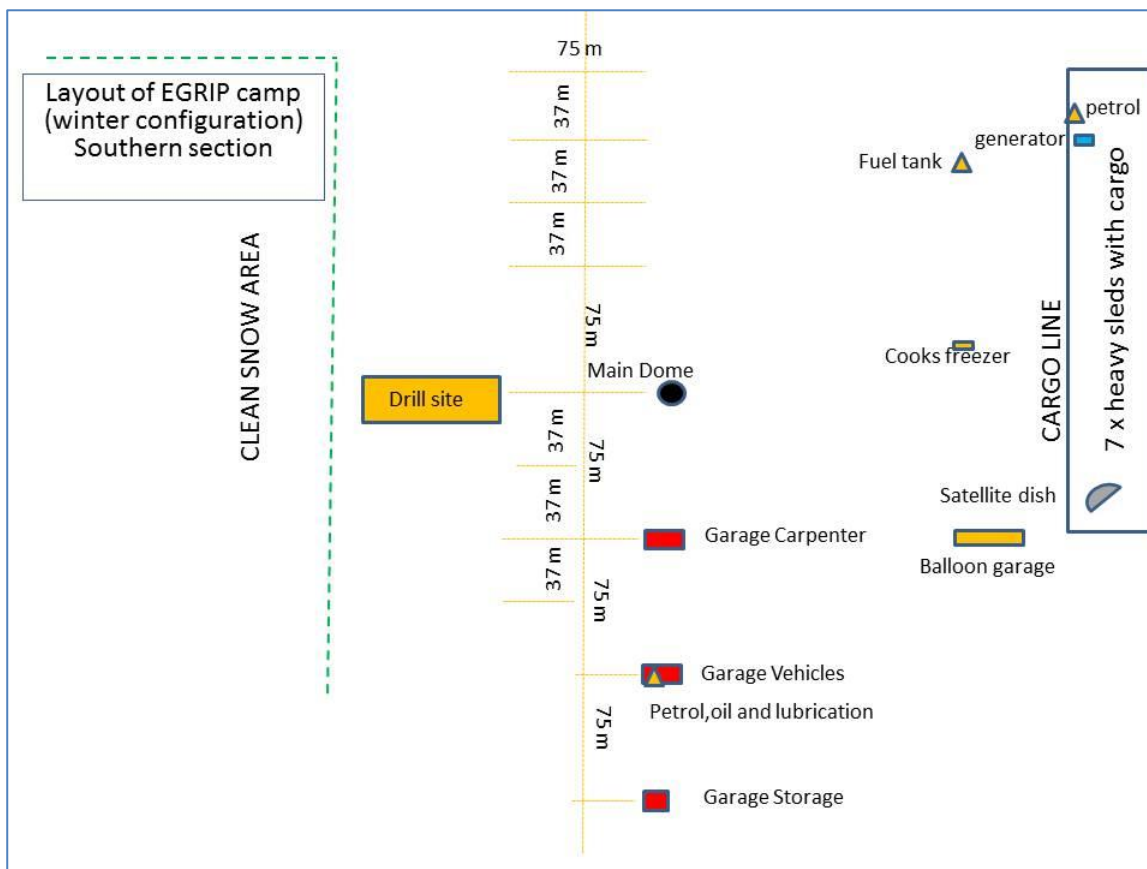 75 m
Layout of EGRIP camp
(winter configuration)
Southern section
37 m
37 m
37 m
petrol
generator
Fuel tank
CLEAN SNOW AREA
7 x heavy sleds with cargo
CARGO LINE
75 m
Cooks freezer
Main Dome
Drill site
37 m
75 m
37 m
Satellite dish
Garage Carpenter
Balloon garage
37 m
75 m
Garage Vehicles
Petrol,oil and lubrication
75 m
Garage Storage